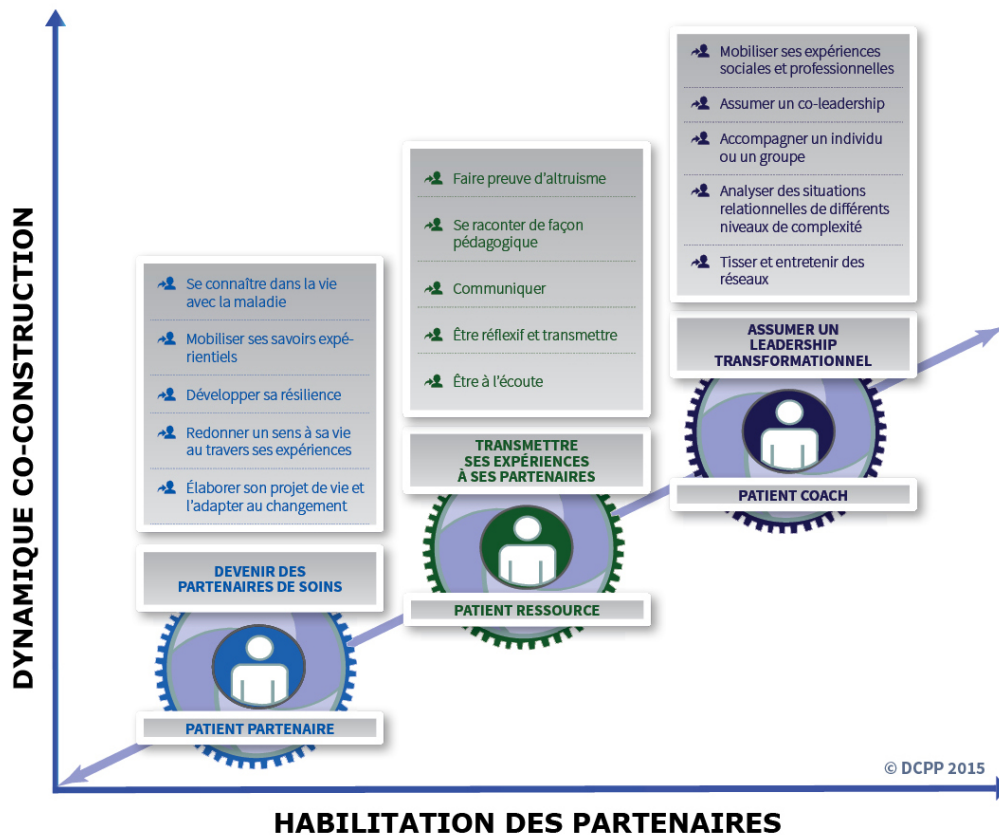 DYNAMIQUE CO-CONSTRUCTION
Se connaître dans la vie
avec la maladie
Mobiliser ses savoirs expé-
rientiels
Développer sa résilience
Redonner un sens à sa vie
au travers ses expériences
Élaborer son projet de vie et
l'adapter au changement
DEVENIR DES
PARTENAIRES DE SOINS
PATIENT PARTENAIRE
Faire preuve d'altruisme
Se raconter de façon
pédagogique
Communiquer
Être réflexif et transmettre
Être à l'écoute
TRANSMETTRE
SES EXPÉRIENCES
À SES PARTENAIRES
PATIENT RESSOURCE
Mobiliser ses expériences
sociales et professionnelles
Assumer un co-leadership
Accompagner un individu
ou un groupe
Analyser des situations
relationnelles de différents
niveaux de complexité
Tisser et entretenir des
réseaux
ASSUMER UN
LEADERSHIP
TRANSFORMATIONNEL
PATIENT COACH
© DCPP 2015
HABILITATION DES PARTENAIRES